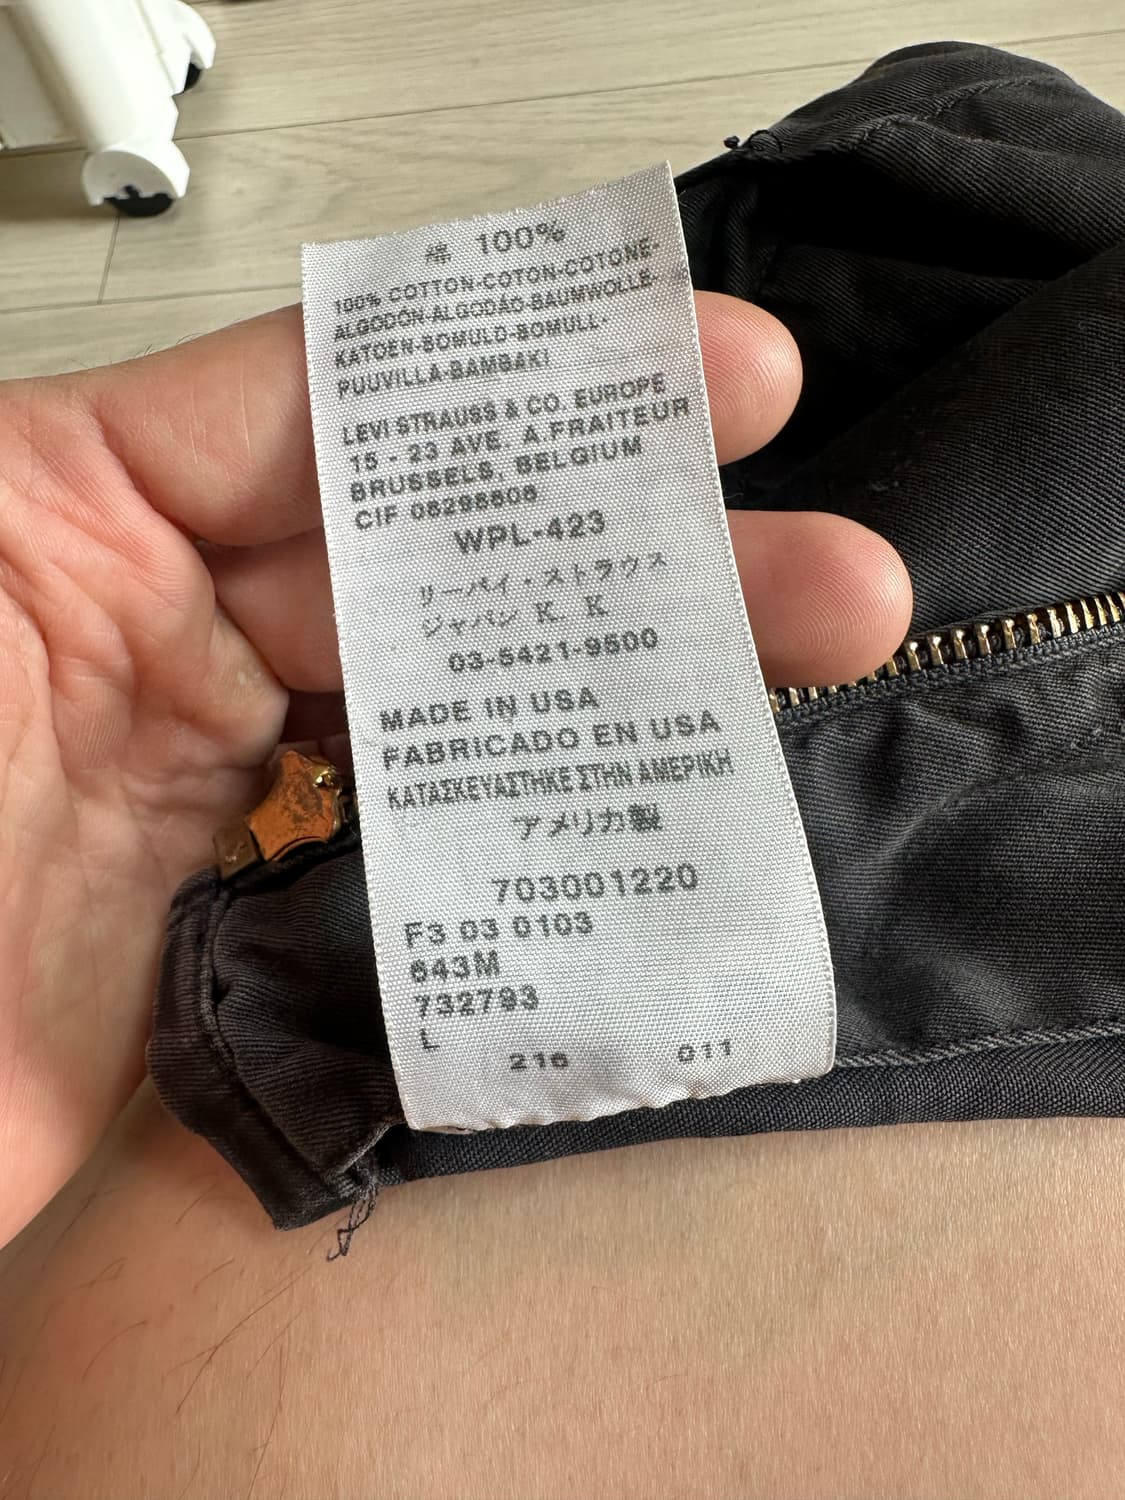 綿 100%
100% COTTON-COTON-COTONE-
ALGODÓN-ALGODÃO-BAUMWOLLE-
KATOEN-BOMULD-BOMULL-
PUUVILLA-BAMBAKI
LEVI STRAUSS & CO. EUROPE
15 - 23 AVE. A.FRAITEUR
BRUSSELS, BELGIUM
CIF 06296606
WPL-423
リーバイ・ストラウス
ジャパン K. K
03-5421-9500
MADE IN USA
FABRICADO EN USA
ΚΑΤΑΣΚΕΥΑΣΤΗΚΕ ΣΤΗΝ ΑΜΕΡΙΚΗ
アメリカ製
703001220
F3 03 0103
643M
732793
L
216 011